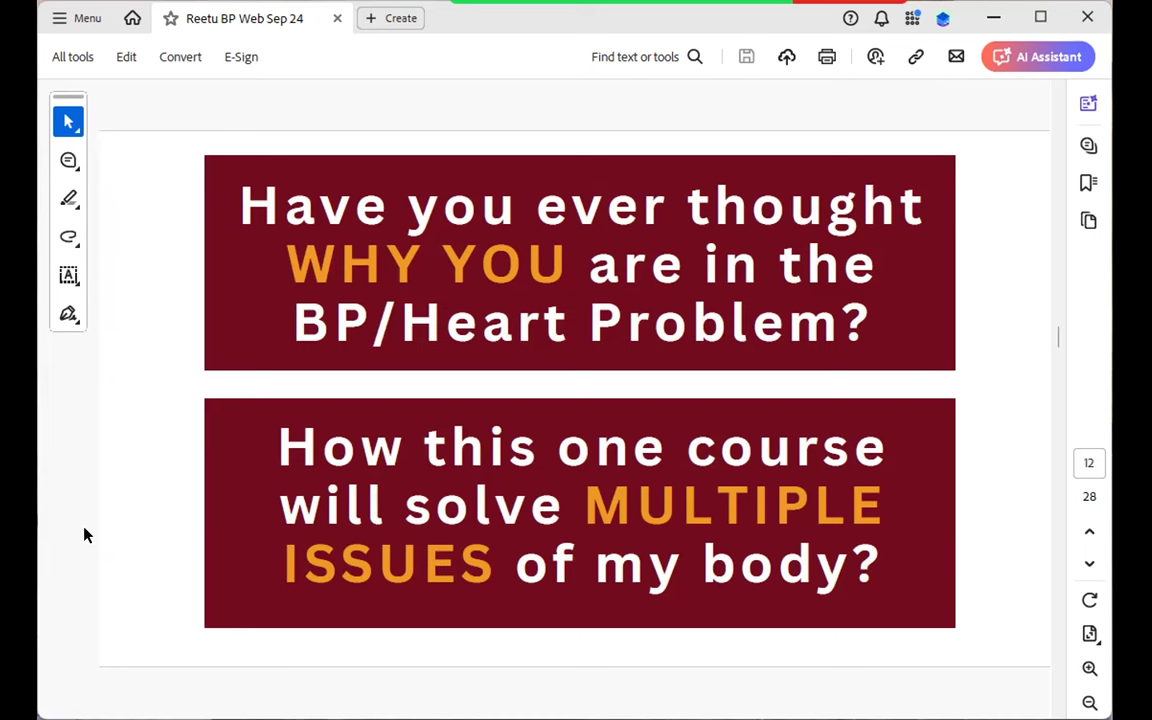 Menu
Reetu BP Web Sep 24
Create
All tools
Edit
Convert
E-Sign
Find text or tools
AI Assistant
Have you ever thought
WHY YOU are in the
BP/Heart Problem?
How this one course
will solve MULTIPLE
ISSUES of my body?
12
28